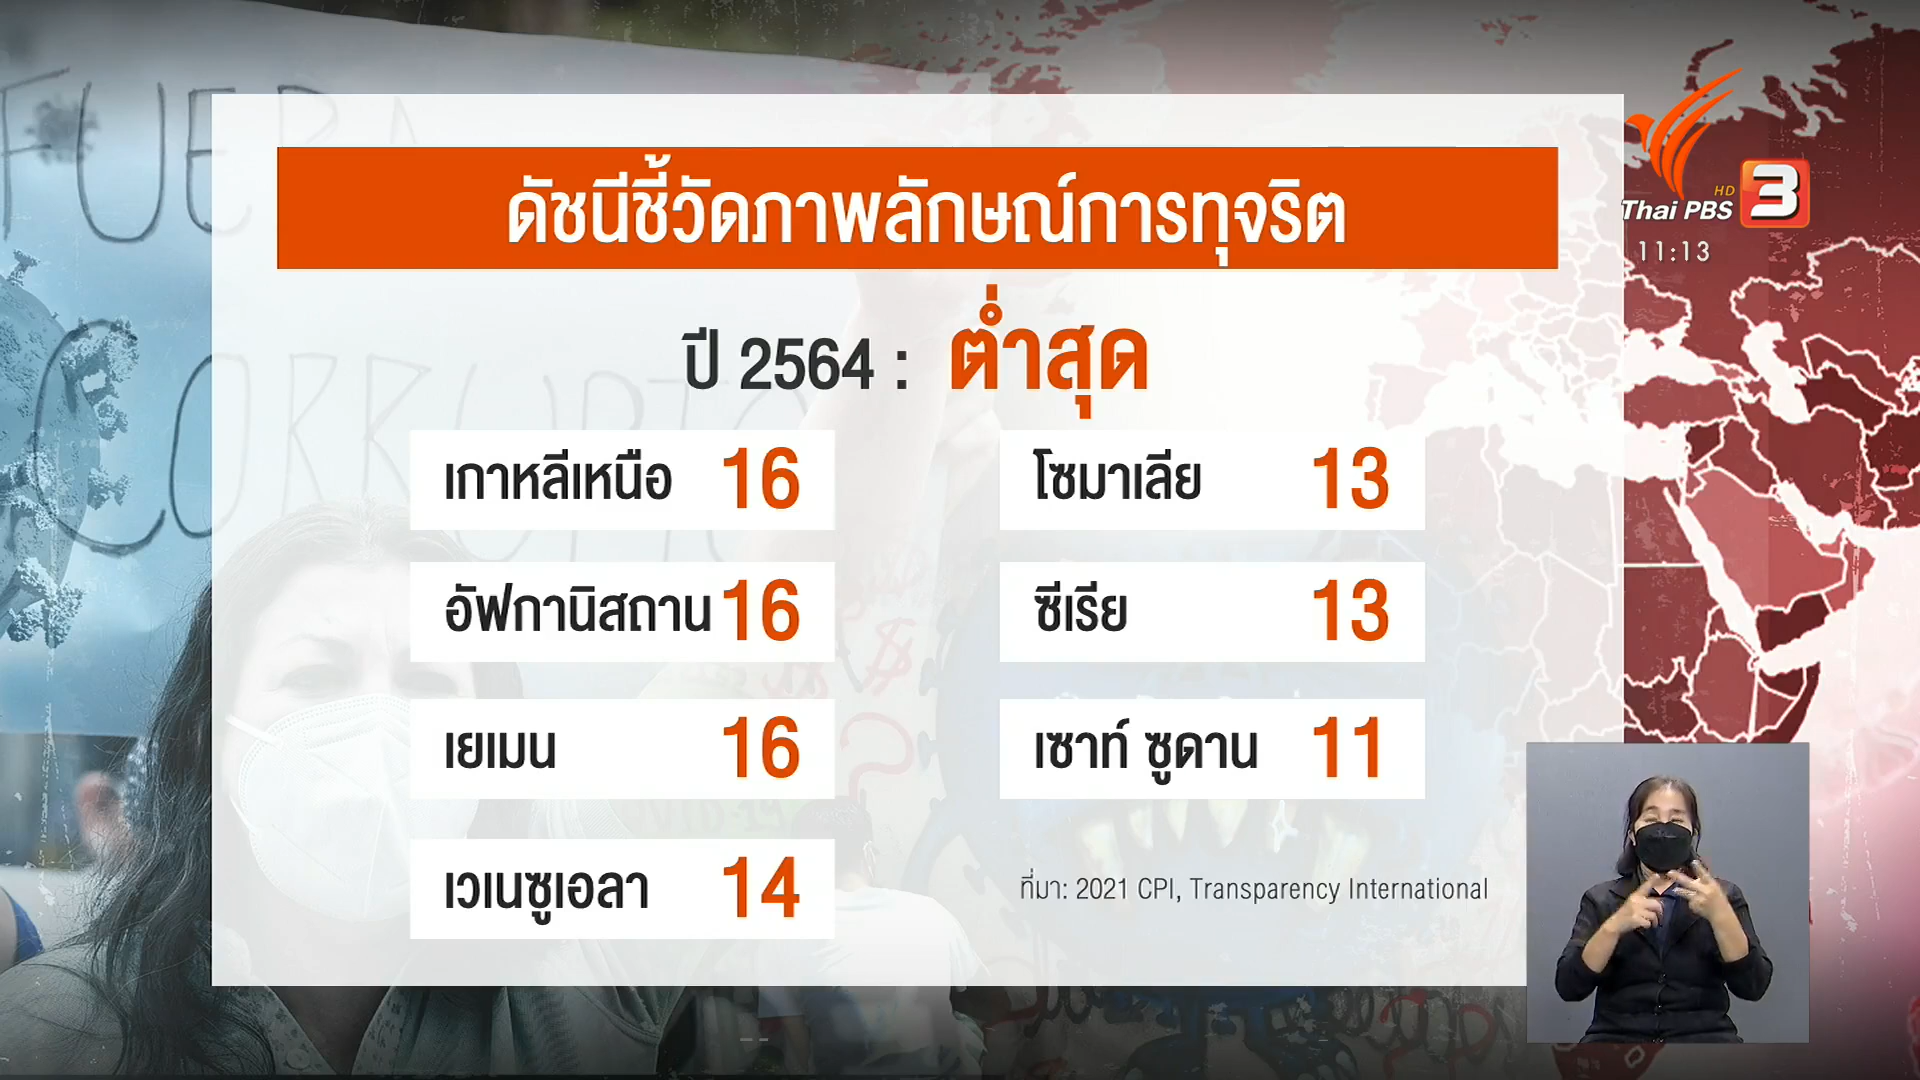 FUERA
CORRUPTO
ดัชนีชี้วัดภาพลักษณ์การทุจริต
HD
Thai PBS 3
11:13
ปี 2564 : ต่ำสุด
เกาหลีเหนือ 16
อัฟกานิสถาน 16
เยเมน 16
เวเนซูเอลา 14
โซมาเลีย 13
ซีเรีย 13
เซาท์ ซูดาน 11
ที่มา: 2021 CPI, Transparency International